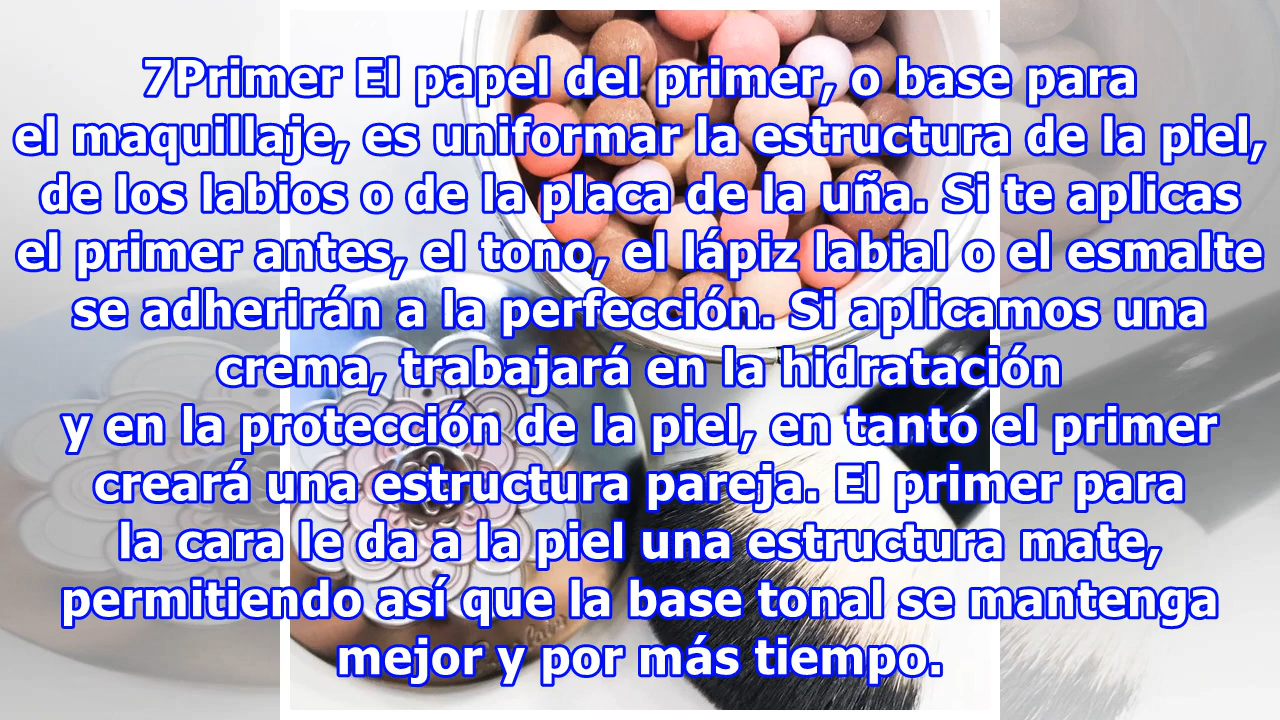 7Primer El papel del primer, o base para
el maquillaje, es uniformar la estructura de la piel,
de los labios o de la placa de la uña. Si te aplicas
el primer antes, el tono, el lápiz labial o el esmalte
se adherirán a la perfección. Si aplicamos una
crema, trabajará en la hidratación
y en la protección de la piel, en tanto el primer
creará una estructura pareja. El primer para
la cara le da a la piel una estructura mate,
permitiendo así que la base tonal se mantenga
mejor y por más tiempo.